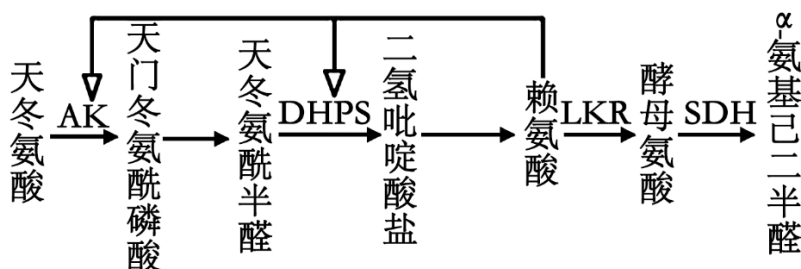 天冬氨酸
AK
天门冬氨酰磷酸
天冬氨酰半醛
DHPS
二氢吡啶酸盐
赖氨酸
LKR
酵母氨酸
SDH
α-氨基己二半醛